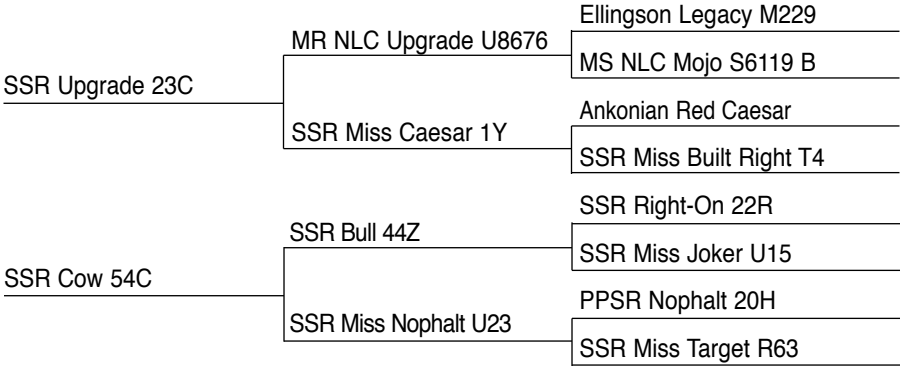 Ellingson Legacy M229
MR NLC Upgrade U8676
MS NLC Mojo S6119 B
SSR Upgrade 23C
Ankonian Red Caesar
SSR Miss Caesar 1Y
SSR Miss Built Right T4
SSR Right-On 22R
SSR Bull 44Z
SSR Miss Joker U15
SSR Cow 54C
PPSR Nophalt 20H
SSR Miss Nophalt U23
SSR Miss Target R63